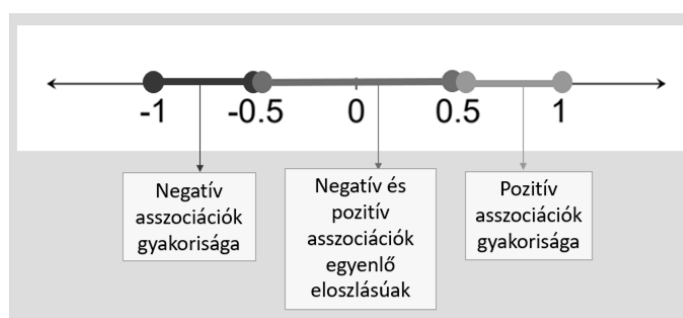 -1 -0.5 0 0.5 1
Negatív
asszociációk
gyakorisága
Negatív és
pozitív
asszociációk
egyenlő
eloszlásúak
Pozitív
asszociációk
gyakorisága